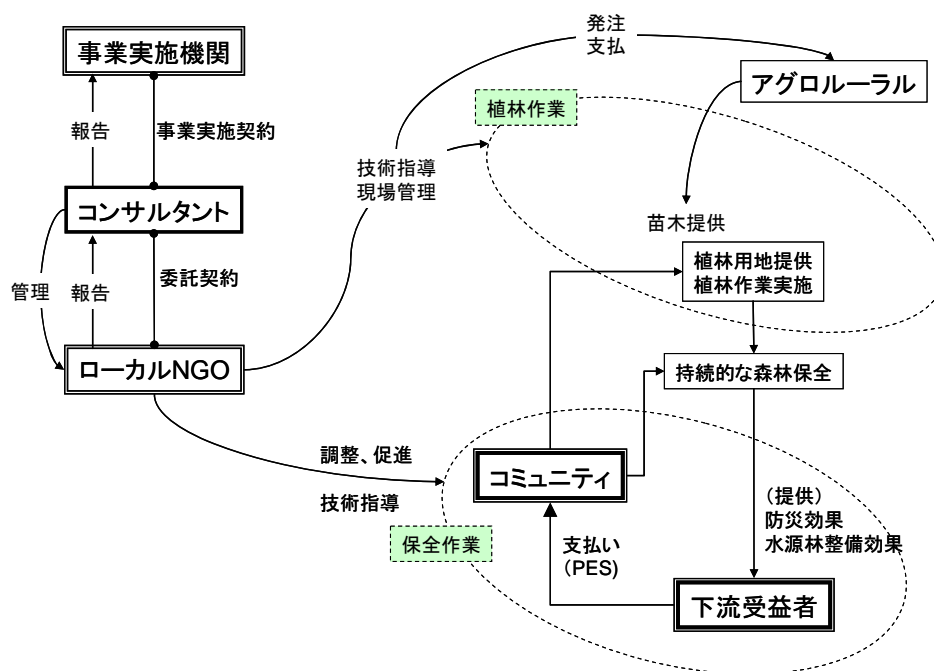 事業実施機関
報告
事業実施契約
コンサルタント
管理
報告
委託契約
ローカルNGO
発注
支払
アグロルーラル
植林作業
技術指導
現場管理
苗木提供
植林用地提供
植林作業実施
持続的な森林保全
調整、促進
技術指導
コミュニティ
保全作業
支払い
(PES)
(提供)
防災効果
水源林整備効果
下流受益者